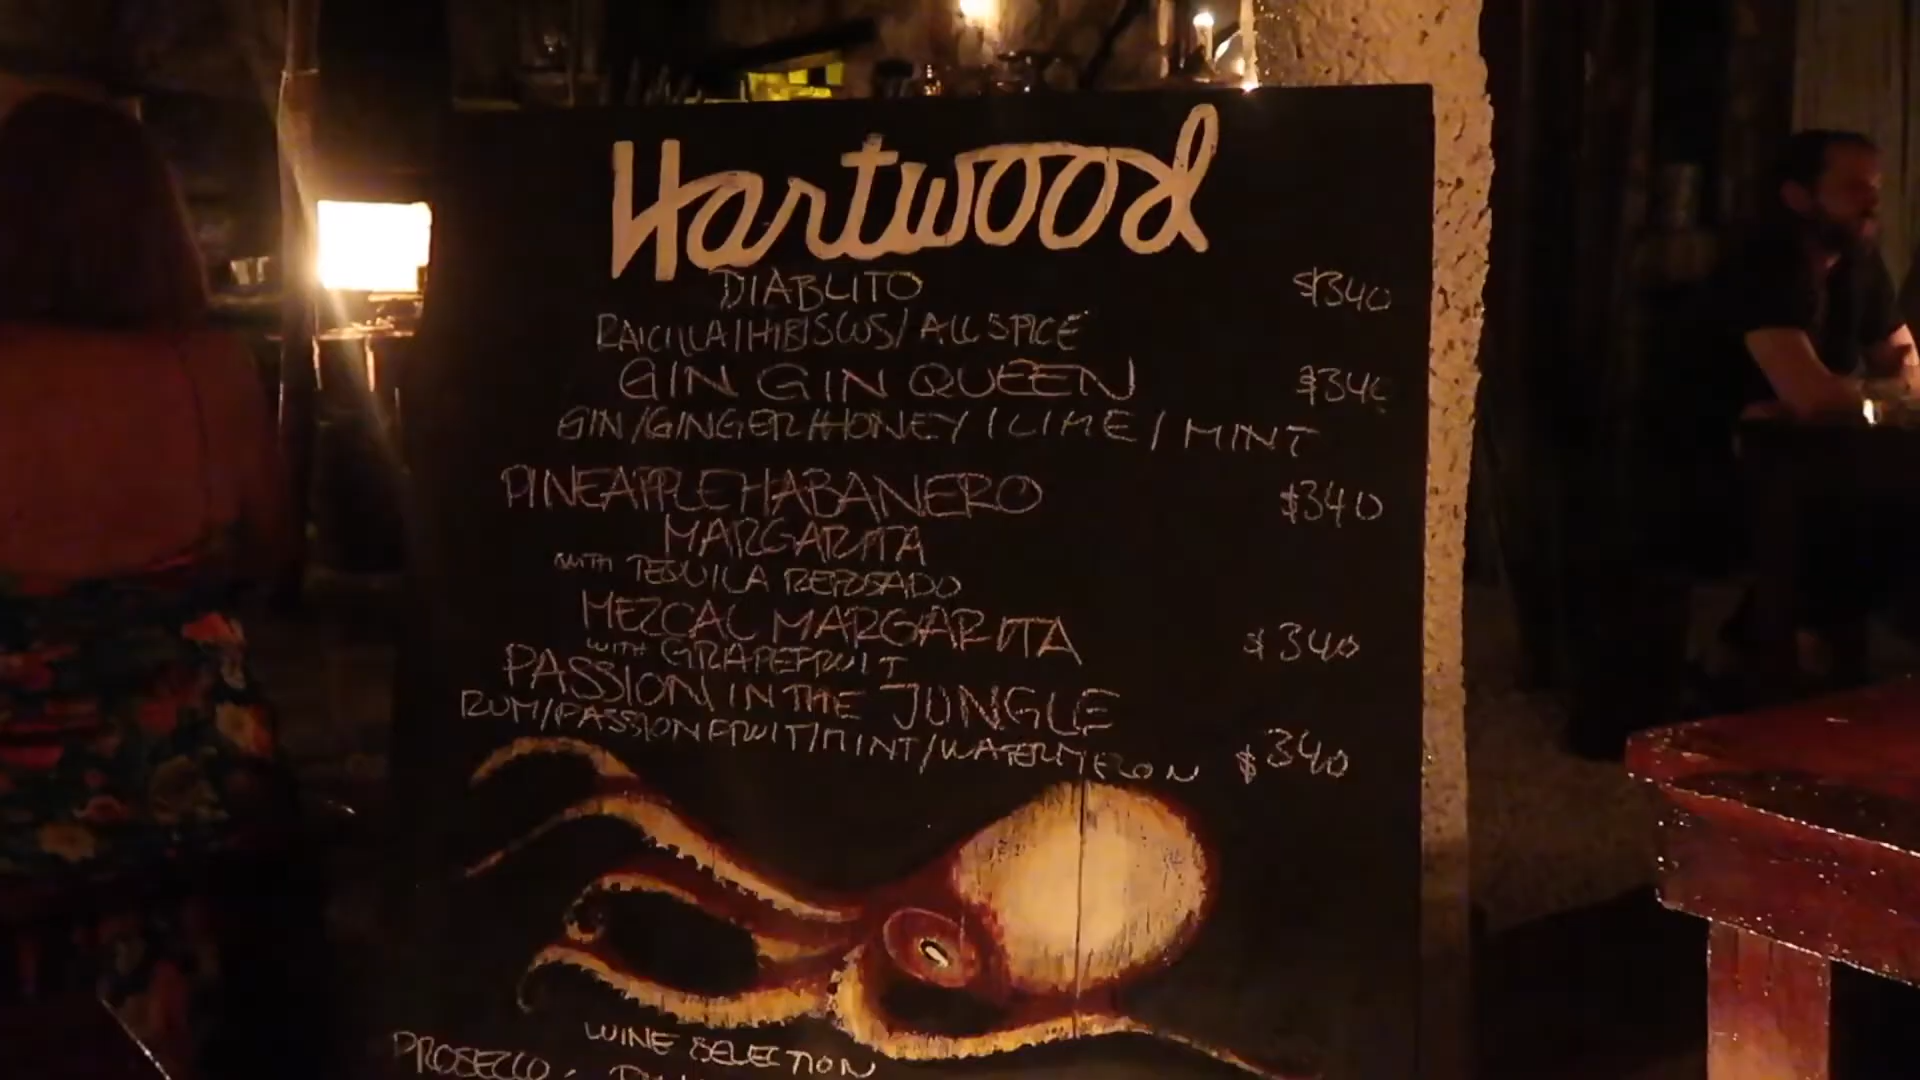 Hartwood
DIABLITO $340
RAICILLA/HIBISCUS/ALLSPICE
GIN GIN QUEEN $340
GIN/GINGER/HONEY/LIME/MINT
PINEAPPLE HABANERO $340
MARGARITA
WITH TEQUILA REPOSADO
MEZCAL MARGARITA $340
WITH GRAPEFRUIT
PASSION IN THE JUNGLE
RUM/PASSIONFRUIT/MINT/WATERMELON $340
WINE SELECTION
PROSECCO